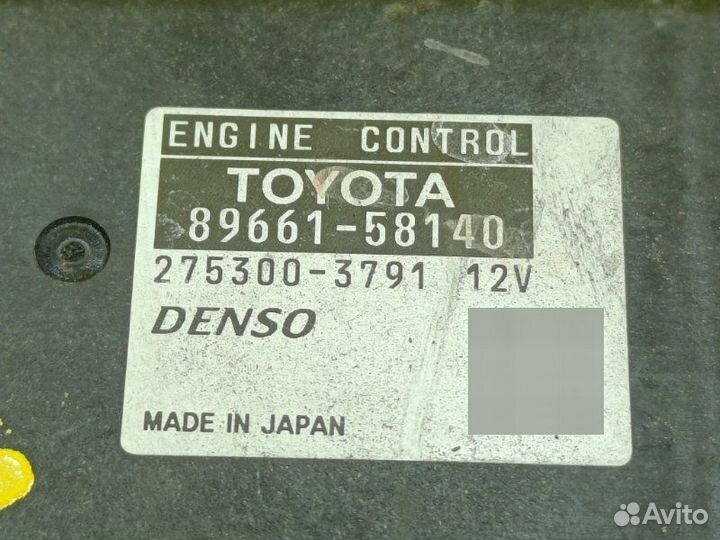 ENGINE CONTROL
TOYOTA
89661-58140
275300-3791 12V
DENSO
MADE IN JAPAN
Avito